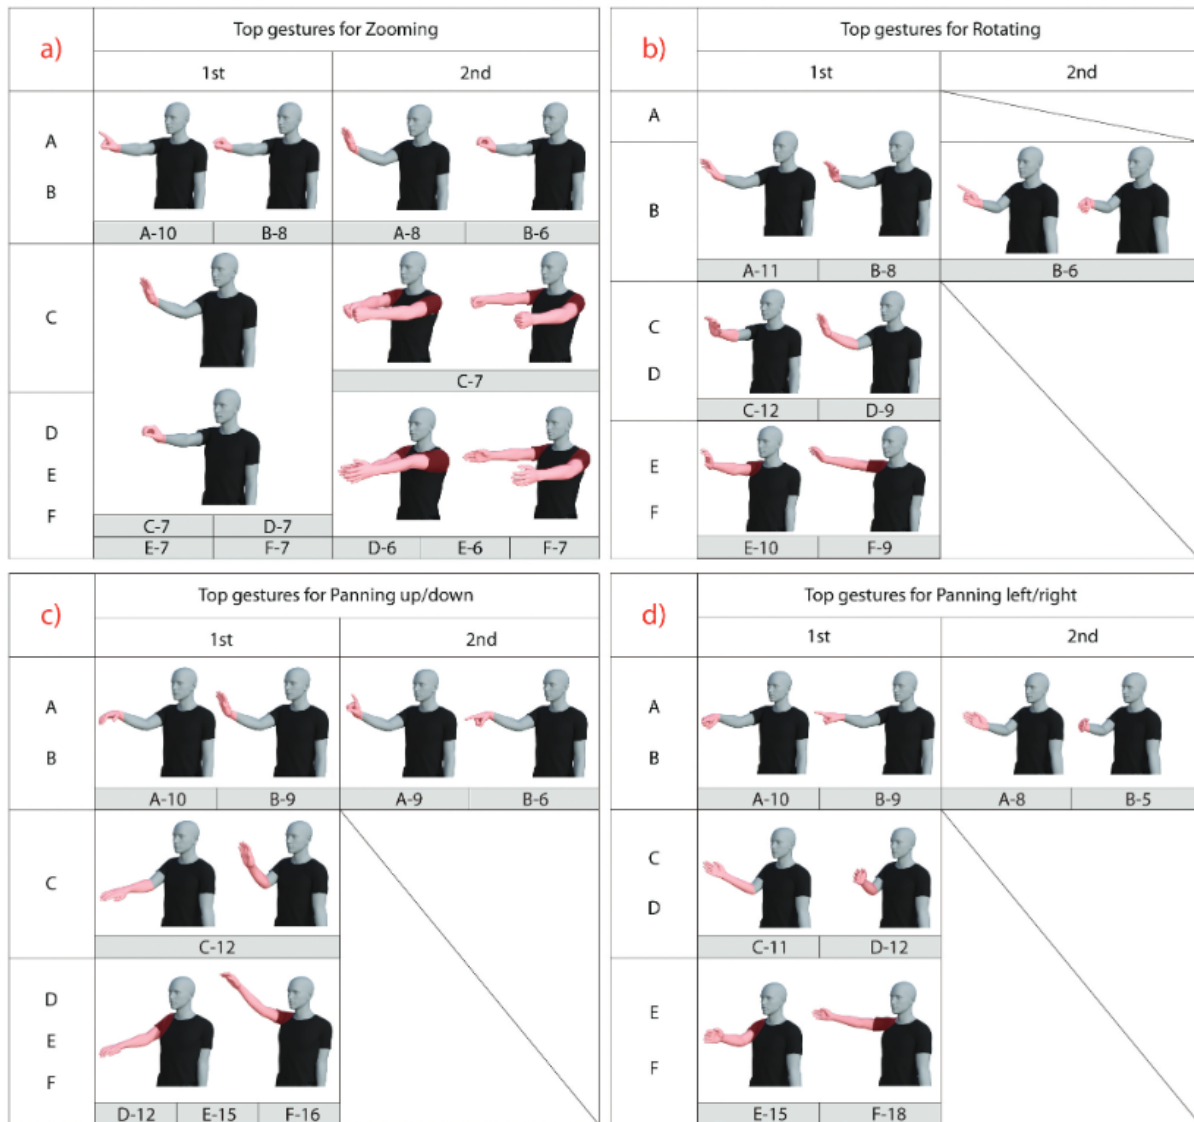 a)
Top gestures for Zooming
1st 2nd
A
B
A-10 B-8 A-8 B-6
C
C-7
D
E
F
C-7 D-7
E-7 F-7 D-6 E-6 F-7
b)
Top gestures for Rotating
1st 2nd
A
B
A-11 B-8 B-6
C
D
C-12 D-9
E
F
E-10 F-9
c)
Top gestures for Panning up/down
1st 2nd
A
B
A-10 B-9 A-9 B-6
C
C-12
D
E
F
D-12 E-15 F-16
d)
Top gestures for Panning left/right
1st 2nd
A
B
A-10 B-9 A-8 B-5
C
D
C-11 D-12
E
F
E-15 F-18